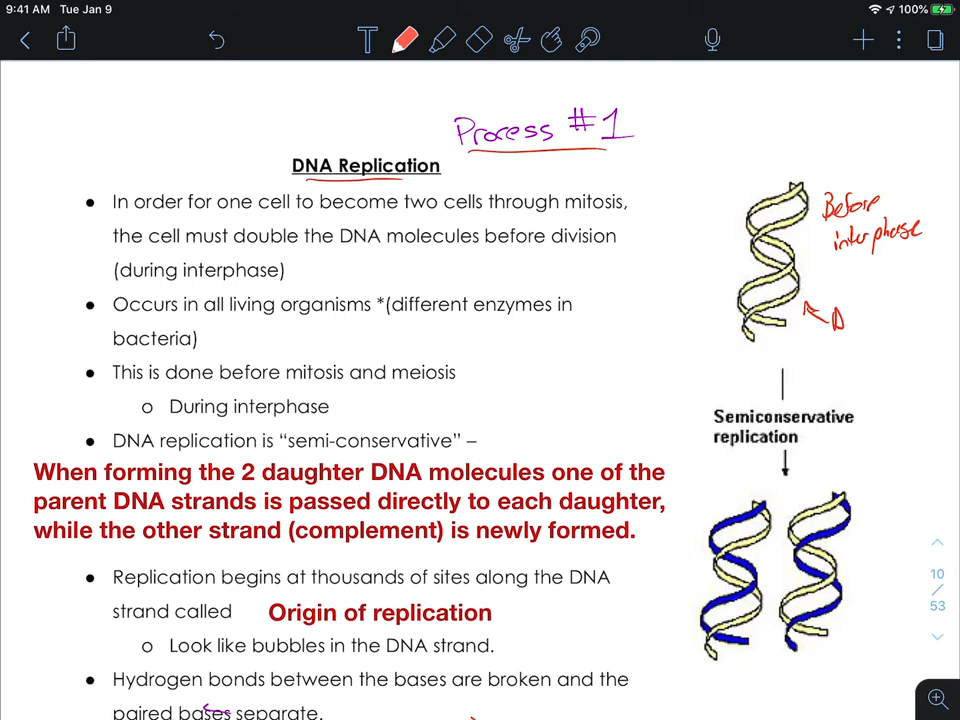 9:41 AM Tue Jan 9
100%
T
Process #1
DNA Replication
● In order for one cell to become two cells through mitosis,
the cell must double the DNA molecules before division
(during interphase)
● Occurs in all living organisms *(different enzymes in
bacteria)
● This is done before mitosis and meiosis
o During interphase
● DNA replication is “semi-conservative” –
When forming the 2 daughter DNA molecules one of the
parent DNA strands is passed directly to each daughter,
while the other strand (complement) is newly formed.
● Replication begins at thousands of sites along the DNA
strand called Origin of replication
o Look like bubbles in the DNA strand.
● Hydrogen bonds between the bases are broken and the
paired bases separate.
Before
interphase
D
Semiconservative
replication
10
/
53